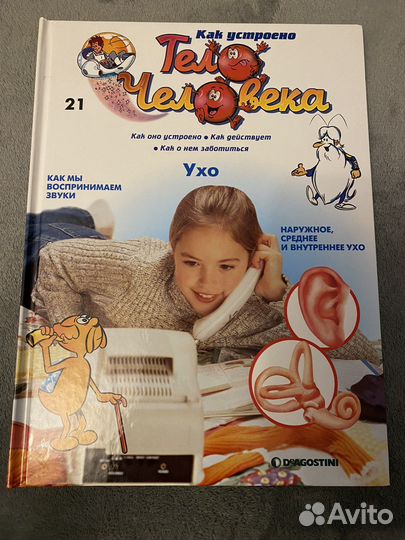 Как устроено
Тело
Человека
21
Как оно устроено • Как действует
• Как о нем заботиться
Ухо
КАК МЫ
ВОСПРИНИМАЕМ
ЗВУКИ
НАРУЖНОЕ,
СРЕДНЕЕ
И ВНУТРЕННЕЕ УХО
DEAGOSTINI
Avito